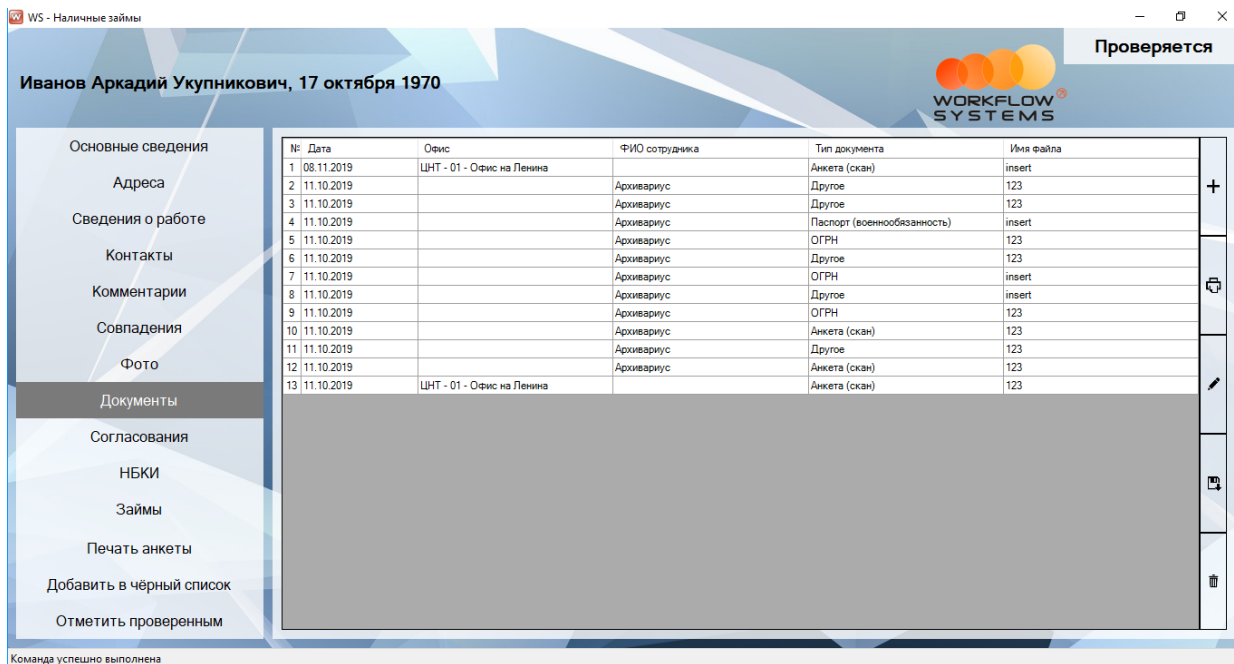 WS - Наличные займы
Проверяется
Иванов Аркадий Укупникович, 17 октября 1970
WORKFLOW®
SYSTEMS
Основные сведения
Адреса
Сведения о работе
Контакты
Комментарии
Совпадения
Фото
Документы
Согласования
НБКИ
Займы
Печать анкеты
Добавить в чёрный список
Отметить проверенным
№ Дата Офис ФИО сотрудника Тип документа Имя файла
1 08.11.2019 ЦНТ - 01 - Офис на Ленина Анкета (скан) insert
2 11.10.2019 Архивариус Другое 123
3 11.10.2019 Архивариус Другое 123
4 11.10.2019 Архивариус Паспорт (военнообязанность) insert
5 11.10.2019 Архивариус ОГРН 123
6 11.10.2019 Архивариус Другое 123
7 11.10.2019 Архивариус ОГРН insert
8 11.10.2019 Архивариус Другое insert
9 11.10.2019 Архивариус ОГРН 123
10 11.10.2019 Архивариус Анкета (скан) 123
11 11.10.2019 Архивариус Другое 123
12 11.10.2019 Архивариус Анкета (скан) 123
13 11.10.2019 ЦНТ - 01 - Офис на Ленина Анкета (скан) 123
Команда успешно выполнена